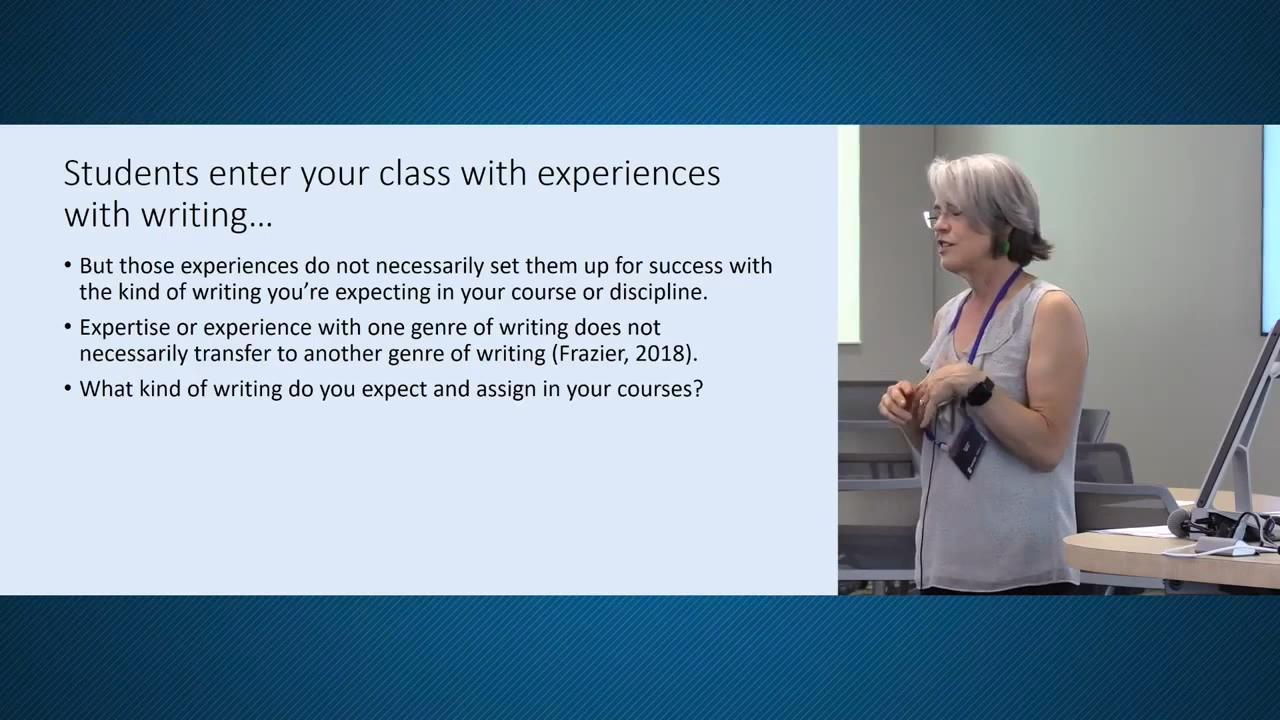 Students enter your class with experiences
with writing...
• But those experiences do not necessarily set them up for success with
the kind of writing you’re expecting in your course or discipline.
• Expertise or experience with one genre of writing does not
necessarily transfer to another genre of writing (Frazier, 2018).
• What kind of writing do you expect and assign in your courses?